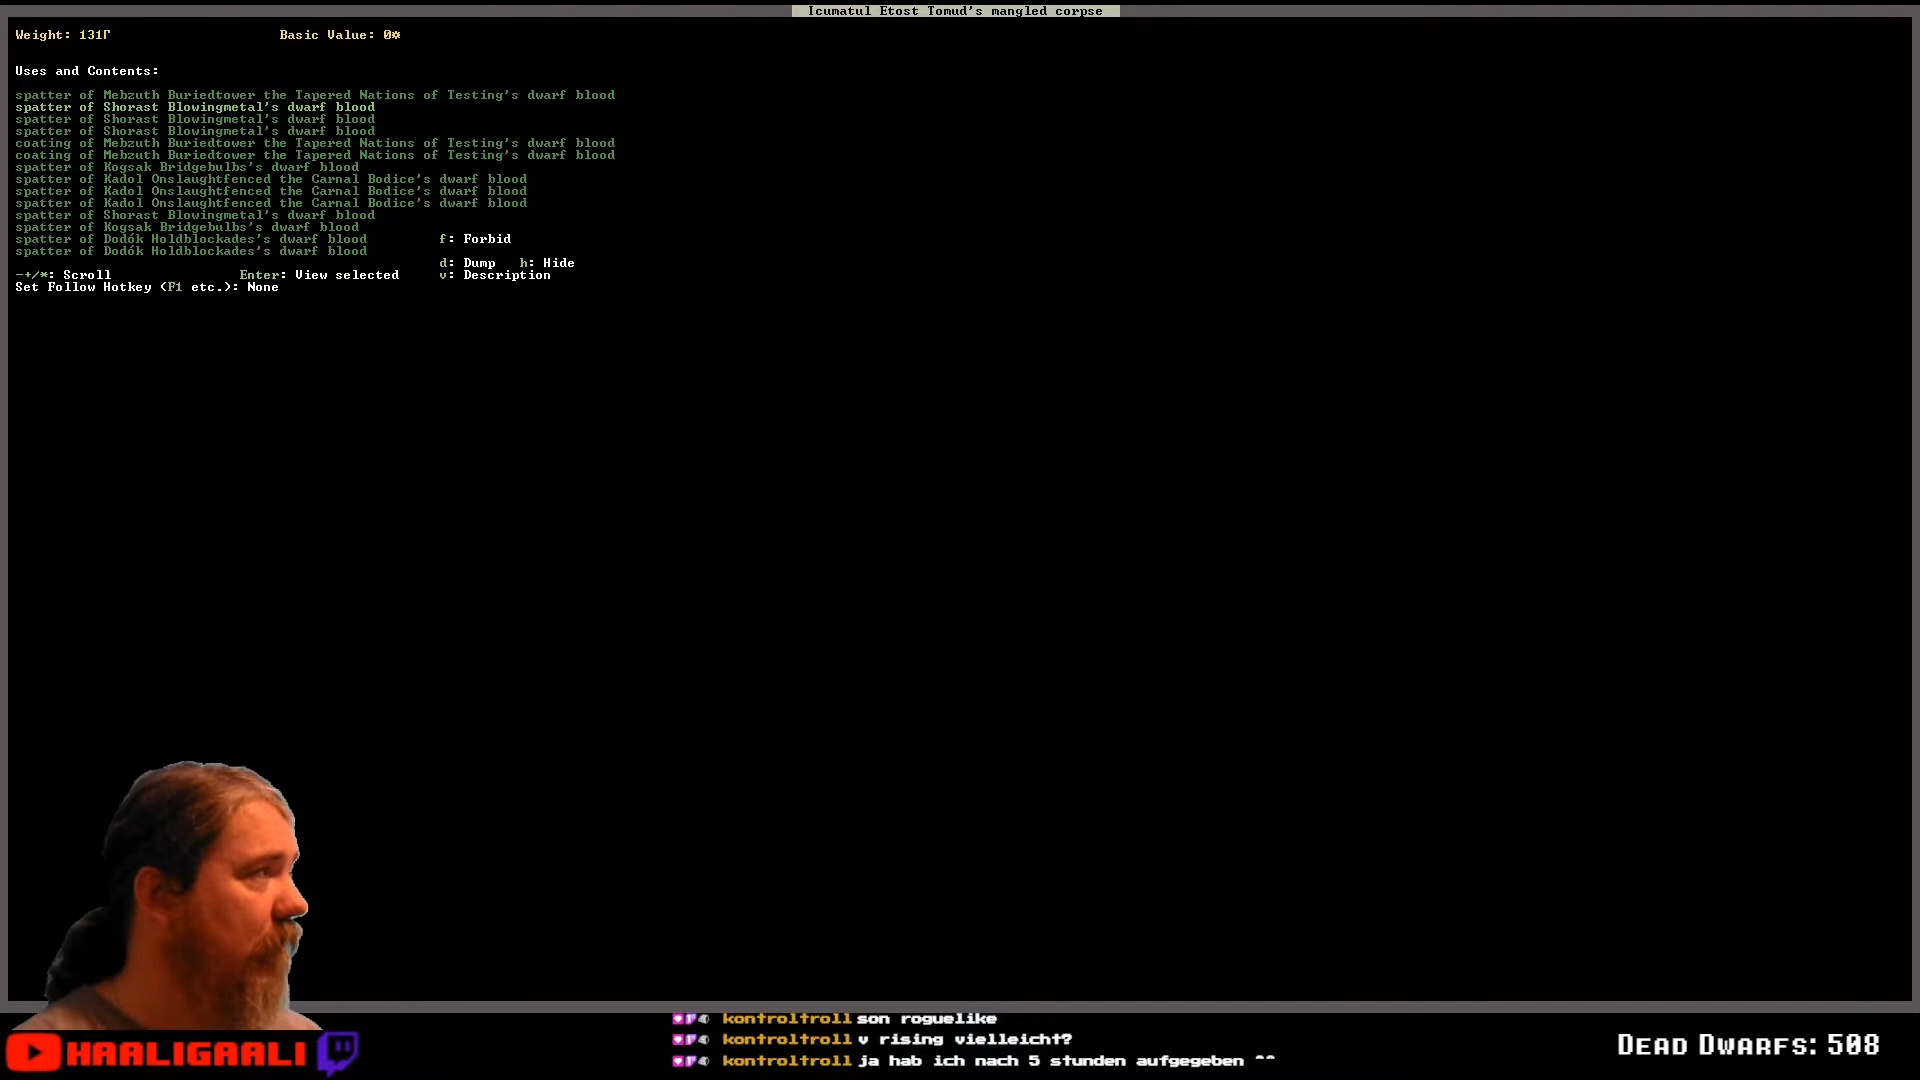 Icumatul Etost Tomud's mangled corpse
Weight: 131Γ Basic Value: 0☼
Uses and Contents:
spatter of Mebzuth Buriedtower the Tapered Nations of Testing's dwarf blood
spatter of Shorast Blowingmetal's dwarf blood
spatter of Shorast Blowingmetal's dwarf blood
spatter of Shorast Blowingmetal's dwarf blood
coating of Mebzuth Buriedtower the Tapered Nations of Testing's dwarf blood
coating of Mebzuth Buriedtower the Tapered Nations of Testing's dwarf blood
spatter of Kogsak Bridgebulbs's dwarf blood
spatter of Kadol Onslaughtfenced the Carnal Bodice's dwarf blood
spatter of Kadol Onslaughtfenced the Carnal Bodice's dwarf blood
spatter of Kadol Onslaughtfenced the Carnal Bodice's dwarf blood
spatter of Shorast Blowingmetal's dwarf blood
spatter of Kogsak Bridgebulbs's dwarf blood
spatter of Dodók Holdblockades's dwarf blood f: Forbid
spatter of Dodók Holdblockades's dwarf blood
d: Dump h: Hide
-+/*: Scroll Enter: View selected v: Description
Set Follow Hotkey (F1 etc.): None
kontroltroll son roguelike
kontroltroll v rising vielleicht?
kontroltroll ja hab ich nach 5 stunden aufgegeben ^^
HAALIGAALI
Dead Dwarfs: 508